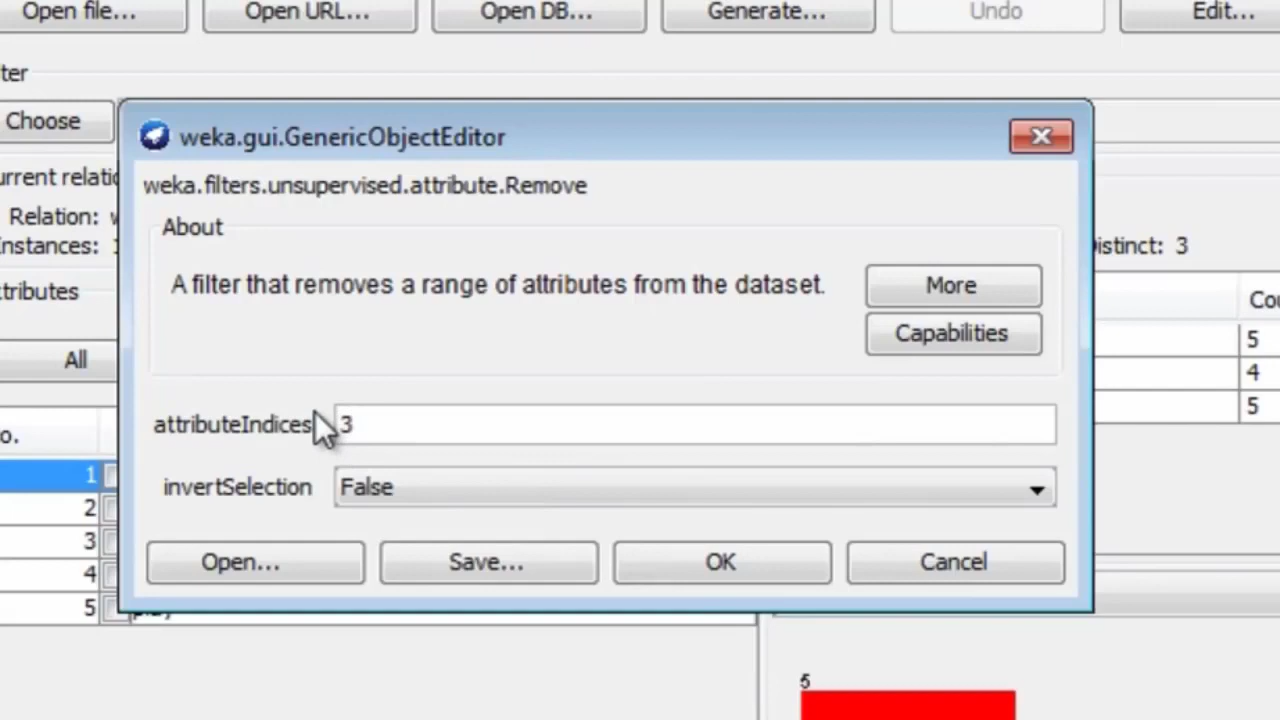 Open file... Open URL... Open DB... Generate... Undo Edit...
ter
Choose
weka.gui.GenericObjectEditor
urrent relatio
weka.filters.unsupervised.attribute.Remove
Relation:
About
nstances: 1
istinct: 3
A filter that removes a range of attributes from the dataset.
More
tributes
Cou
Capabilities
5
All
4
5
attributeIndices 3
o.
1
invertSelection False
2
3
Open... Save... OK Cancel
4
5
5